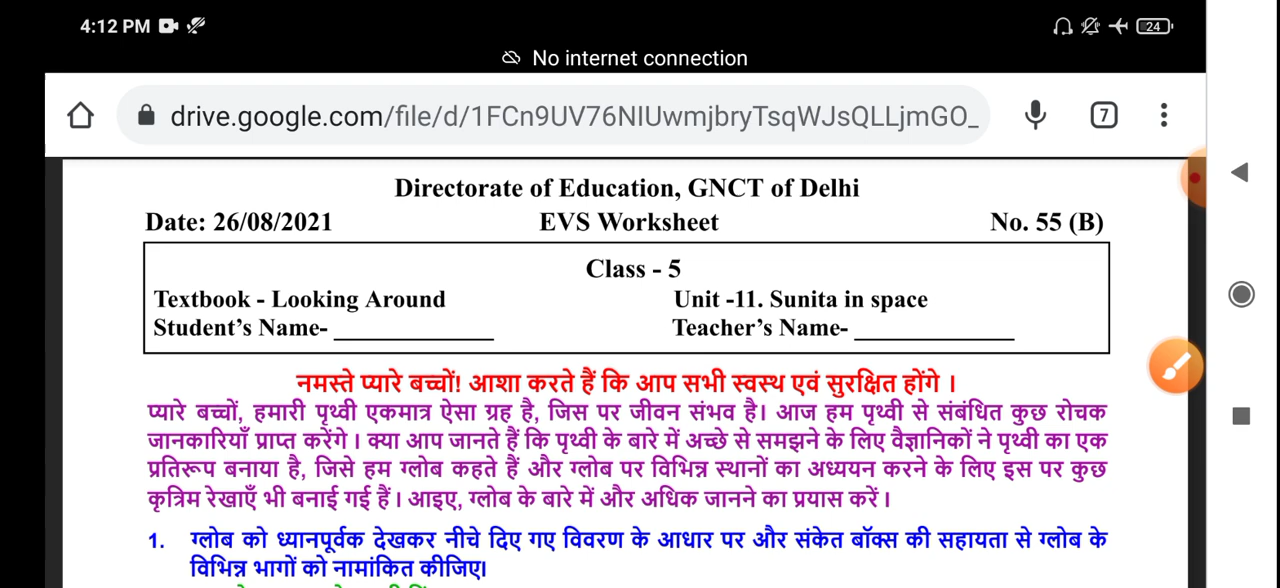 4:12 PM 24
No internet connection
drive.google.com/file/d/1FCn9UV76NIUwmjbryTsqWJsQLLjmGO_ 7
Directorate of Education, GNCT of Delhi
Date: 26/08/2021 EVS Worksheet No. 55 (B)
Class - 5
Textbook - Looking Around Unit -11. Sunita in space
Student’s Name- ____________ Teacher’s Name- ____________
नमस्ते प्यारे बच्चों! आशा करते हैं कि आप सभी स्वस्थ एवं सुरक्षित होंगे ।
प्यारे बच्चों, हमारी पृथ्वी एकमात्र ऐसा ग्रह है, जिस पर जीवन संभव है। आज हम पृथ्वी से संबंधित कुछ रोचक
जानकारियाँ प्राप्त करेंगे । क्या आप जानते हैं कि पृथ्वी के बारे में अच्छे से समझने के लिए वैज्ञानिकों ने पृथ्वी का एक
प्रतिरूप बनाया है, जिसे हम ग्लोब कहते हैं और ग्लोब पर विभिन्न स्थानों का अध्ययन करने के लिए इस पर कुछ
कृत्रिम रेखाएँ भी बनाई गई हैं। आइए, ग्लोब के बारे में और अधिक जानने का प्रयास करें ।
1. ग्लोब को ध्यानपूर्वक देखकर नीचे दिए गए विवरण के आधार पर और संकेत बॉक्स की सहायता से ग्लोब के
विभिन्न भागों को नामांकित कीजिए।